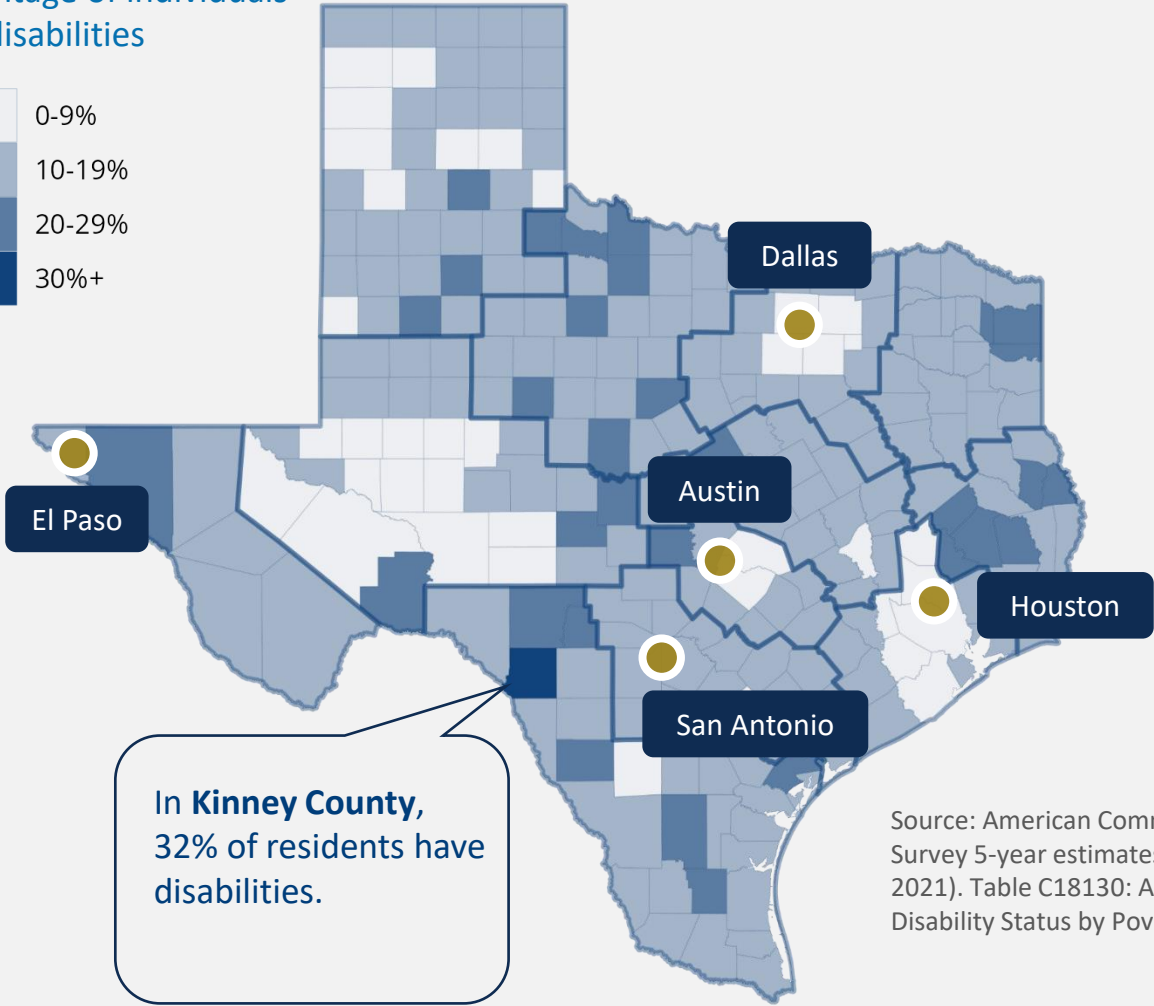 disabilities
0-9%
10-19%
20-29%
30%+
Dallas
El Paso
Austin
Houston
San Antonio
In Kinney County,
32% of residents have
disabilities.
Source: American
Survey 5-year
2021). Table C18130:
Disability Status by